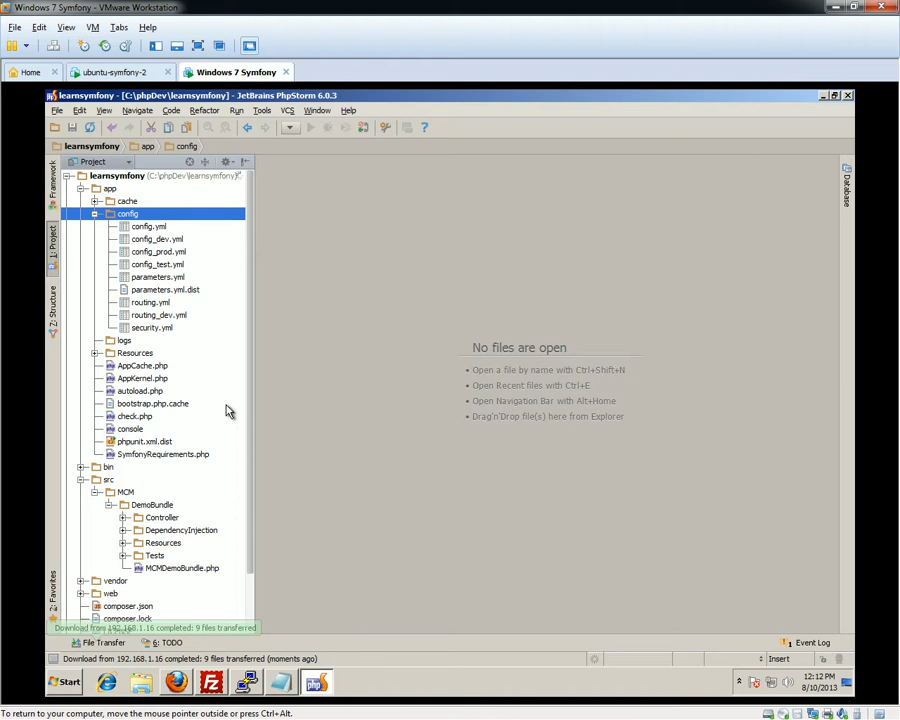 Windows 7 Symfony - VMware Workstation
File Edit View VM Tabs Help
Home ubuntu-symfony-2 Windows 7 Symfony
learnsymfony - [C:\phpDev\learnsymfony] - JetBrains PhpStorm 6.0.3
File Edit View Navigate Code Refactor Run Tools VCS Window Help
learnsymfony app config
Project
learnsymfony (C:\phpDev\learnsymfony)
app
cache
config
config.yml
config_dev.yml
config_prod.yml
config_test.yml
parameters.yml
parameters.yml.dist
routing.yml
routing_dev.yml
security.yml
logs
Resources
AppCache.php
AppKernel.php
autoload.php
bootstrap.php.cache
check.php
console
phpunit.xml.dist
SymfonyRequirements.php
bin
src
MCM
DemoBundle
Controller
DependencyInjection
Resources
Tests
MCMDemoBundle.php
vendor
web
composer.json
composer.lock
Download from 192.168.1.16 completed: 9 files transferred
Framework
1: Project
Z: Structure
2: Favorites
No files are open
• Open a file by name with Ctrl+Shift+N
• Open Recent files with Ctrl+E
• Open Navigation Bar with Alt+Home
• Drag'n'Drop file(s) here from Explorer
Database
File Transfer 6: TODO 1 Event Log
Download from 192.168.1.16 completed: 9 files transferred (moments ago) Insert
Start
12:12 PM
8/10/2013
To return to your computer, move the mouse pointer outside or press Ctrl+Alt.